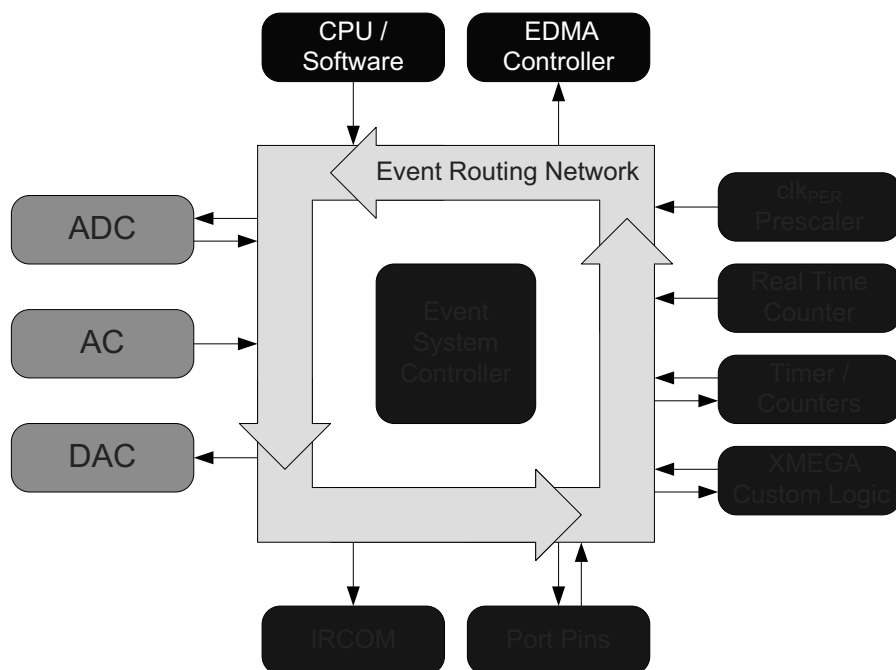 CPU /
Software
EDMA
Controller
Event Routing Network
ADC
AC
DAC
clkPER
Prescaler
Real Time
Counter
Timer /
Counters
XMEGA
Custom Logic
Event
System
Controller
IRCOM
Port Pins